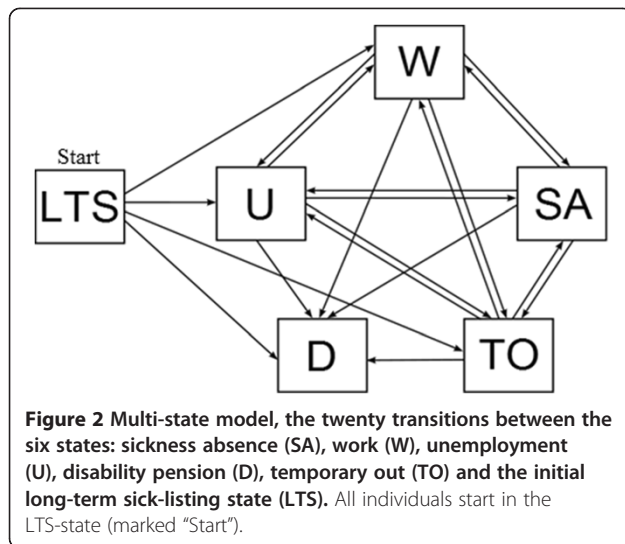 W
Start
LTS
U
SA
D
TO
Figure 2 Multi-state model, the twenty transitions between the
six states: sickness absence (SA), work (W), unemployment
(U), disability pension (D), temporary out (TO) and the initial
long-term sick-listing state (LTS). All individuals start in the
LTS-state (marked “Start”).